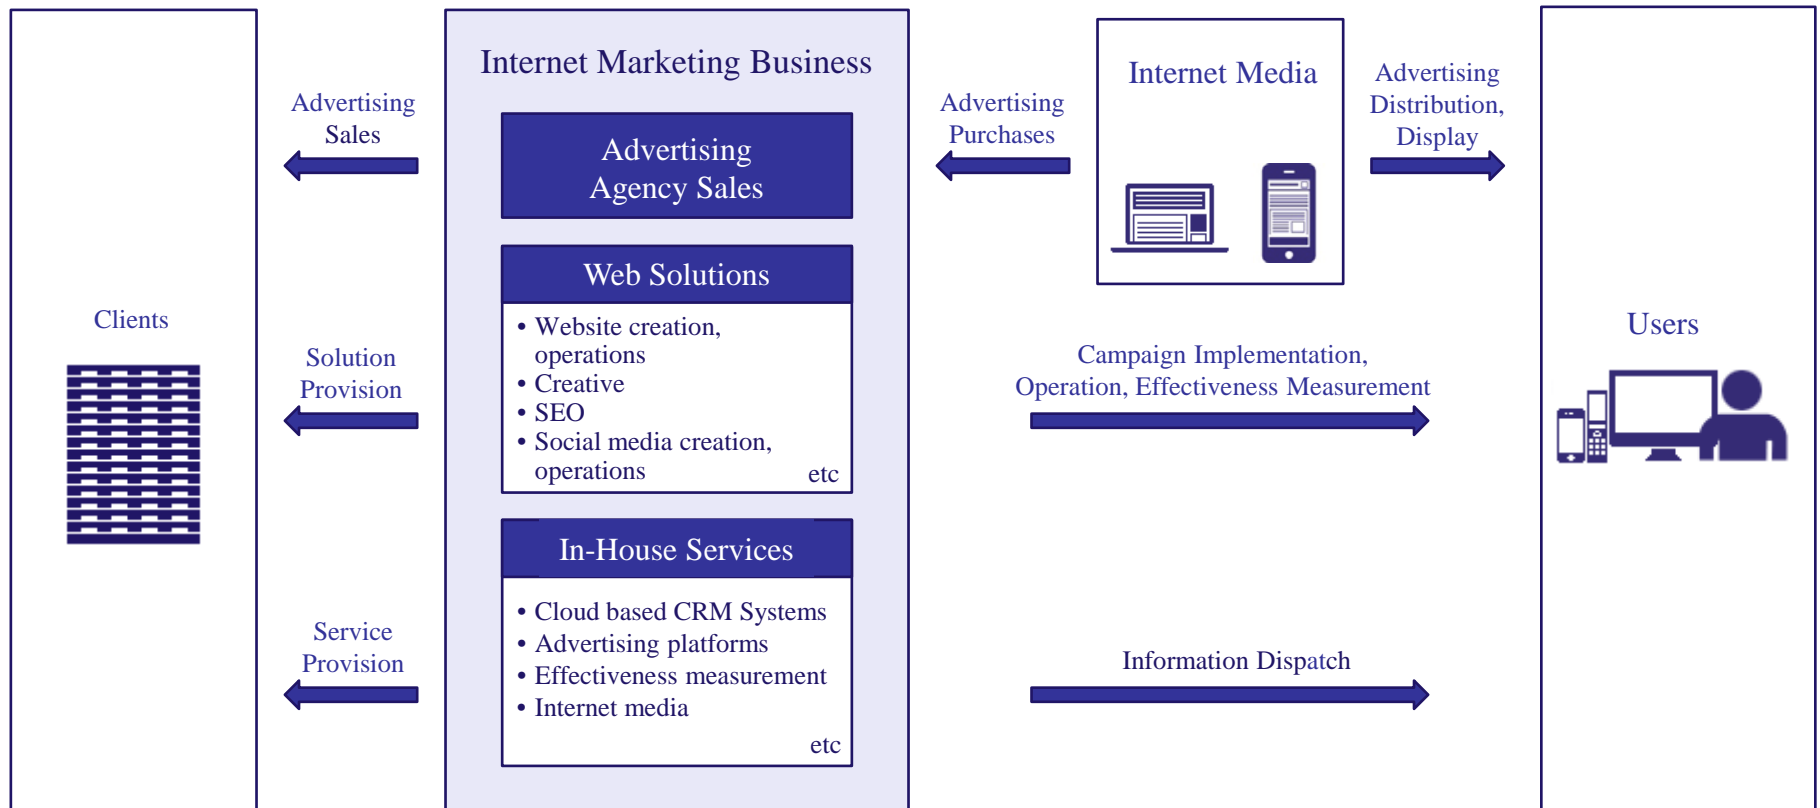 Clients
Advertising
Sales
Solution
Provision
Service
Provision
Internet Marketing Business
Advertising
Agency Sales
Web Solutions
• Website creation,
operations
• Creative
• SEO
• Social media creation,
operations
etc
In-House Services
• Cloud based CRM Systems
• Advertising platforms
• Effectiveness measurement
• Internet media
etc
Advertising
Purchases
Internet Media
Advertising
Distribution,
Display
Campaign Implementation,
Operation, Effectiveness Measurement
Information Dispatch
Users